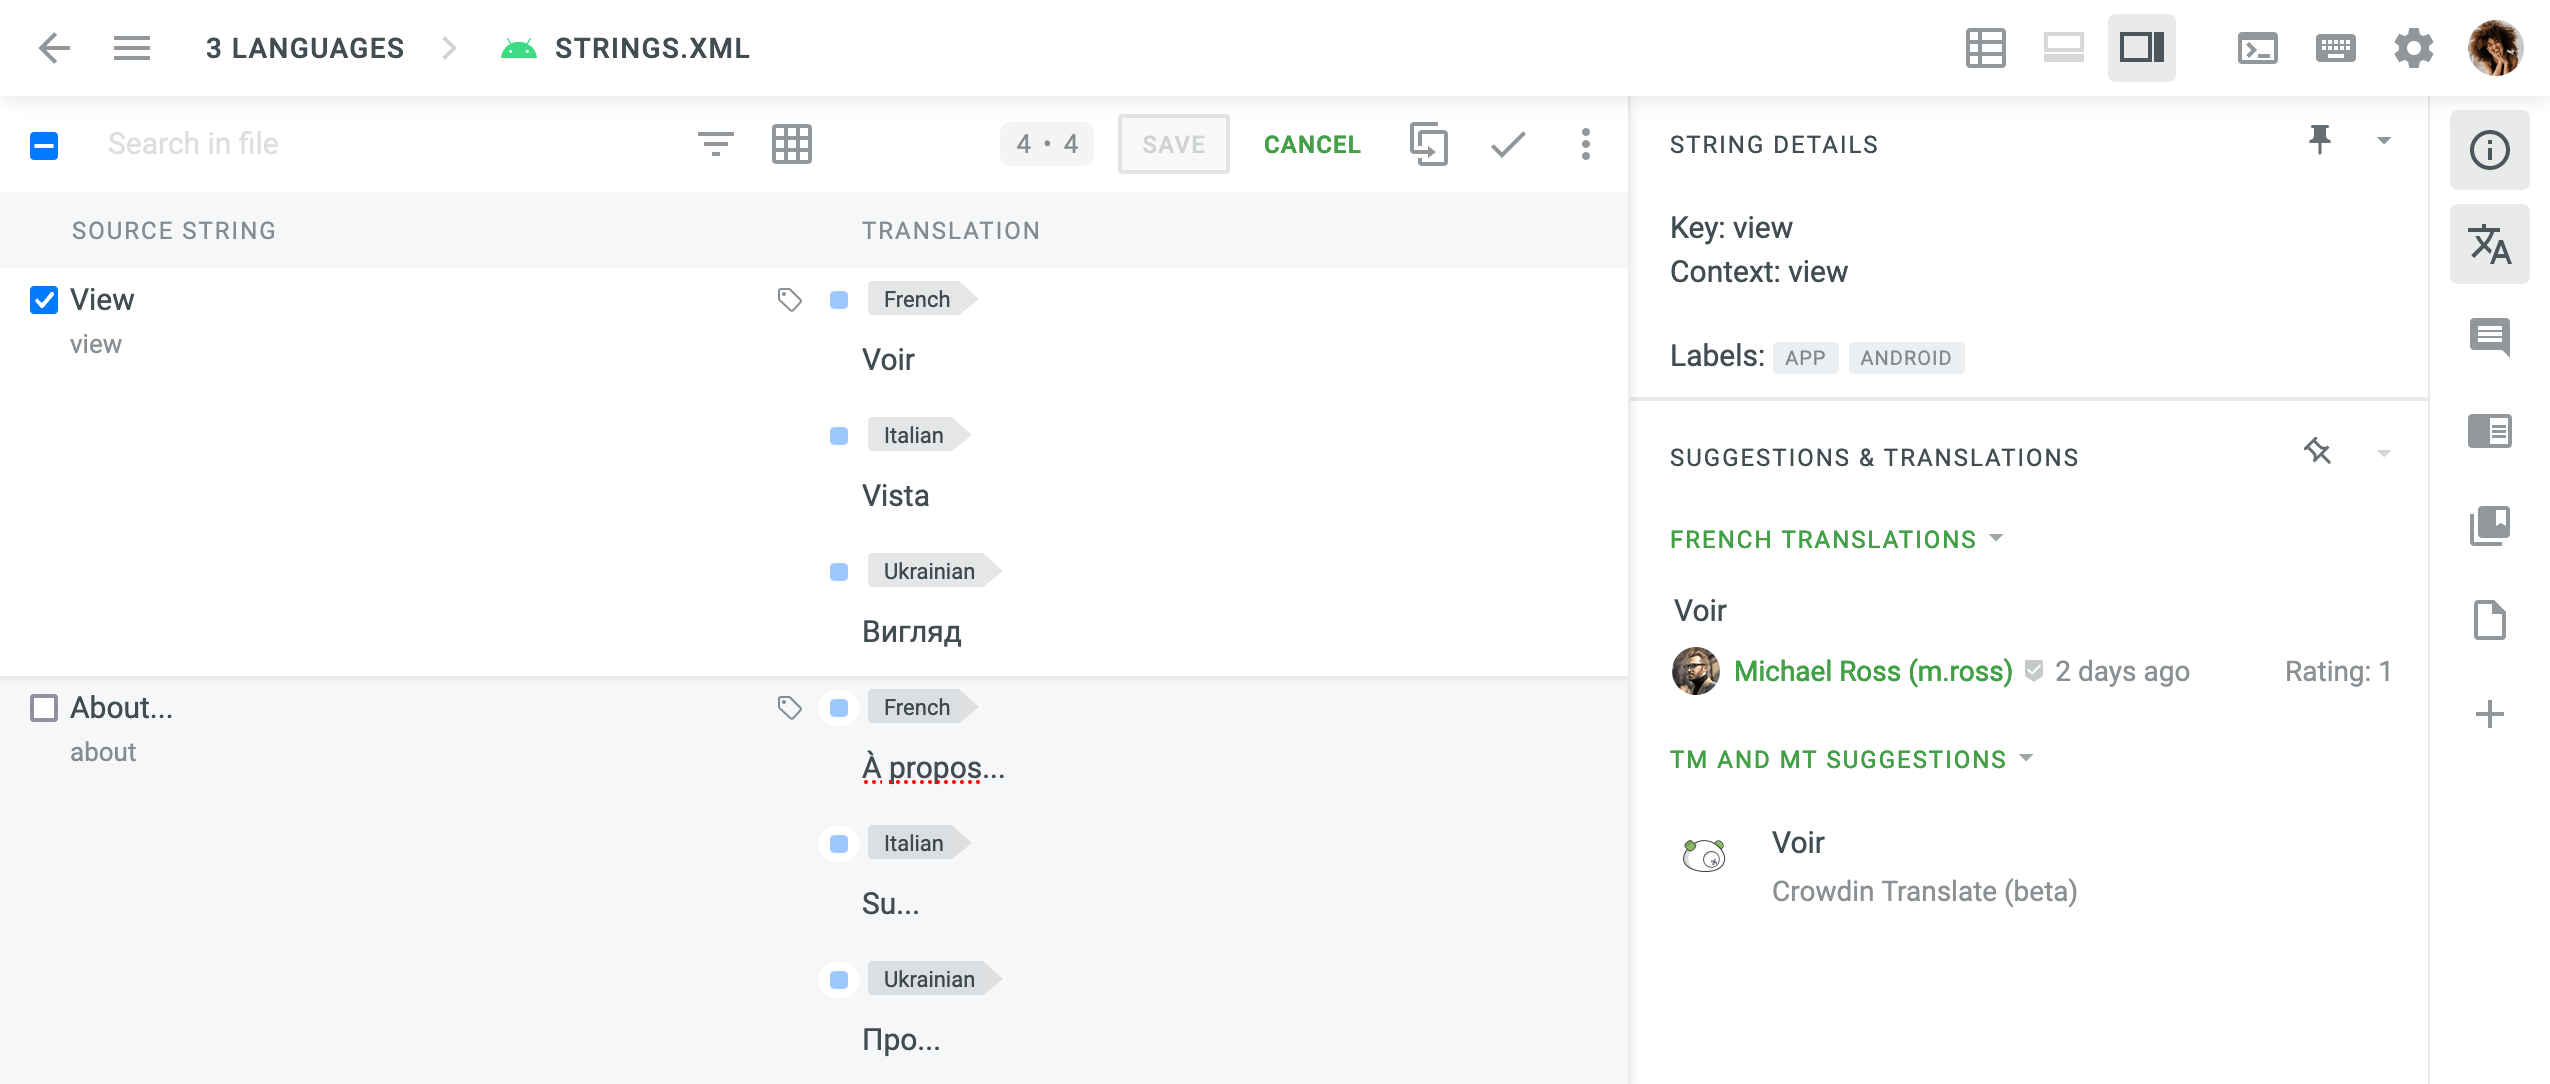 3 LANGUAGES
STRINGS.XML
Search in file
4 • 4
SAVE
CANCEL
SOURCE STRING
TRANSLATION
View
view
French
Voir
Italian
Vista
Ukrainian
Вигляд
About...
about
French
À propos...
Italian
Su...
Ukrainian
Про...
STRING DETAILS
Key: view
Context: view
Labels: APP ANDROID
SUGGESTIONS & TRANSLATIONS
FRENCH TRANSLATIONS
Voir
Michael Ross (m.ross) 2 days ago Rating: 1
TM AND MT SUGGESTIONS
Voir
Crowdin Translate (beta)